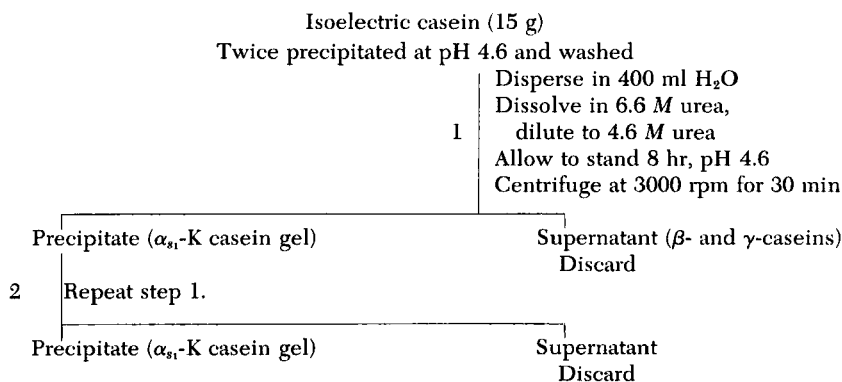 Isoelectric casein (15 g)
Twice precipitated at pH 4.6 and washed
Disperse in 400 ml H₂O
Dissolve in 6.6 M urea,
1 dilute to 4.6 M urea
Allow to stand 8 hr, pH 4.6
Centrifuge at 3000 rpm for 30 min
Precipitate (αs₁-K casein gel) Supernatant (β- and γ-caseins)
Discard
2 Repeat step 1.
Precipitate (αs₁-K casein gel) Supernatant
Discard